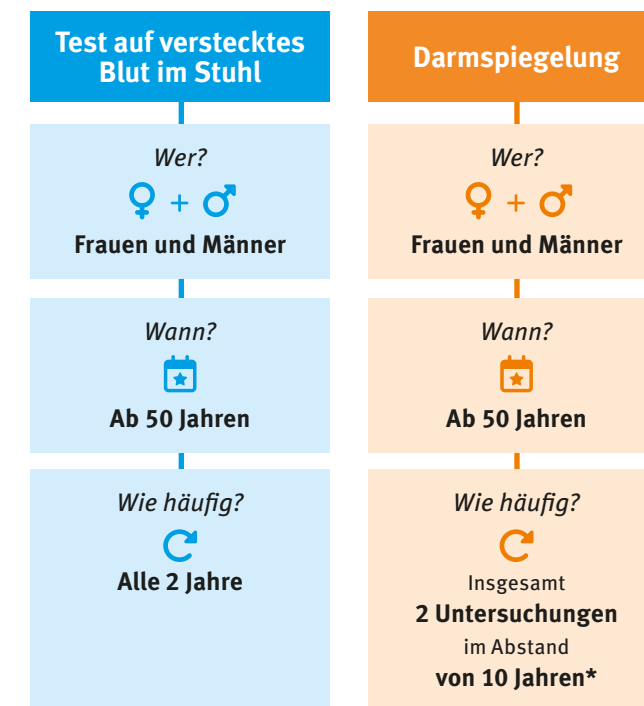 Test auf verstecktes
Blut im Stuhl
Wer?
+
Frauen und Männer
Wann?
Ab 50 Jahren
Wie häufig?
Alle 2 Jahre
Darmspiegelung
Wer?
+
Frauen und Männer
Wann?
Ab 50 Jahren
Wie häufig?
Insgesamt
2 Untersuchungen
im Abstand
von 10 Jahren*